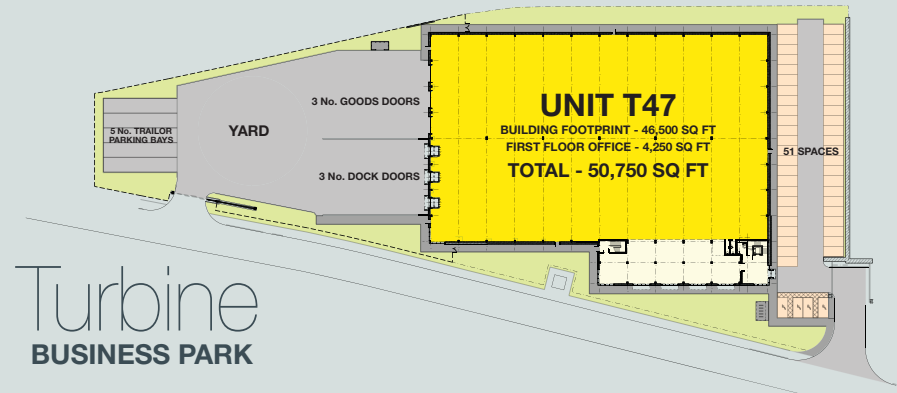 UNIT T47
BUILDING FOOTPRINT - 46,500 SQ FT
FIRST FLOOR OFFICE - 4,250 SQ FT
TOTAL - 50,750 SQ FT
3 No. GOODS DOORS
YARD
5 No. TRAILOR
PARKING BAYS
3 No. DOCK DOORS
51 SPACES
Turbine
BUSINESS PARK